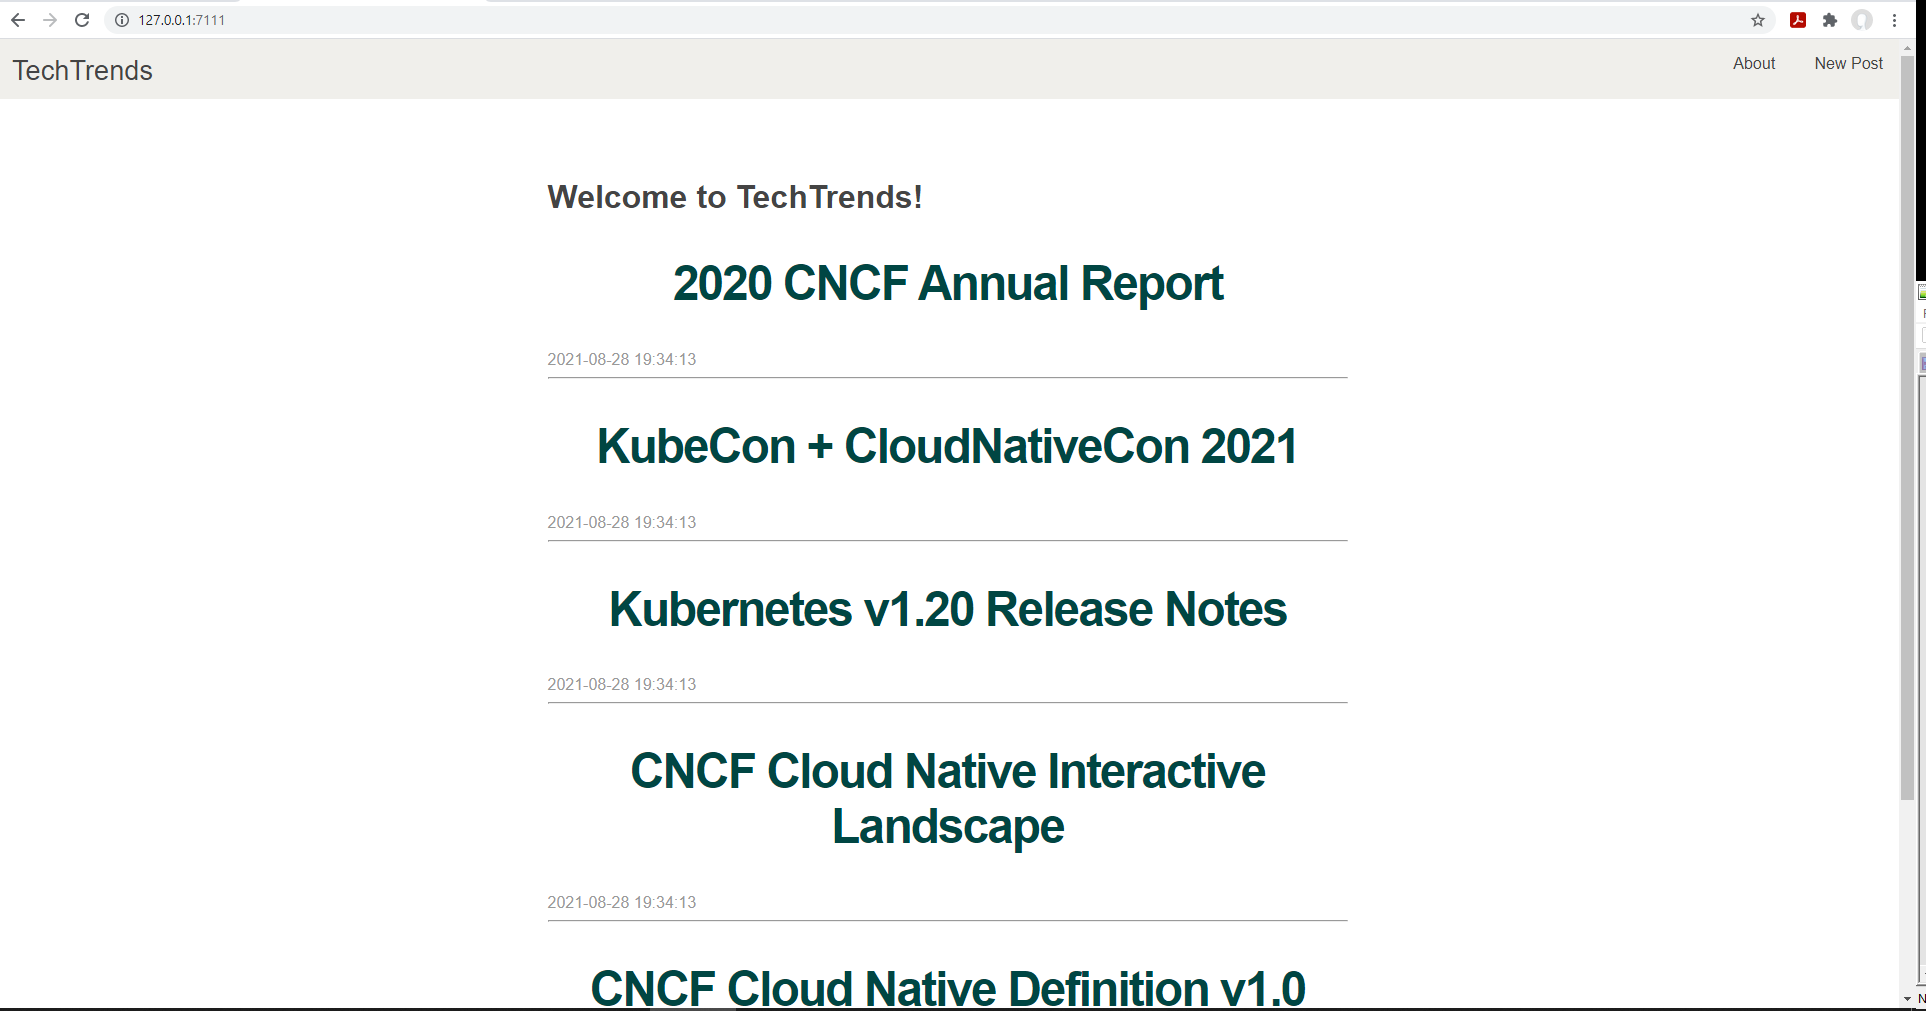 127.0.0.1:7111
TechTrends
About
New Post
Welcome to TechTrends!
2020 CNCF Annual Report
2021-08-28 19:34:13
KubeCon + CloudNativeCon 2021
2021-08-28 19:34:13
Kubernetes v1.20 Release Notes
2021-08-28 19:34:13
CNCF Cloud Native Interactive
Landscape
2021-08-28 19:34:13
CNCF Cloud Native Definition v1.0